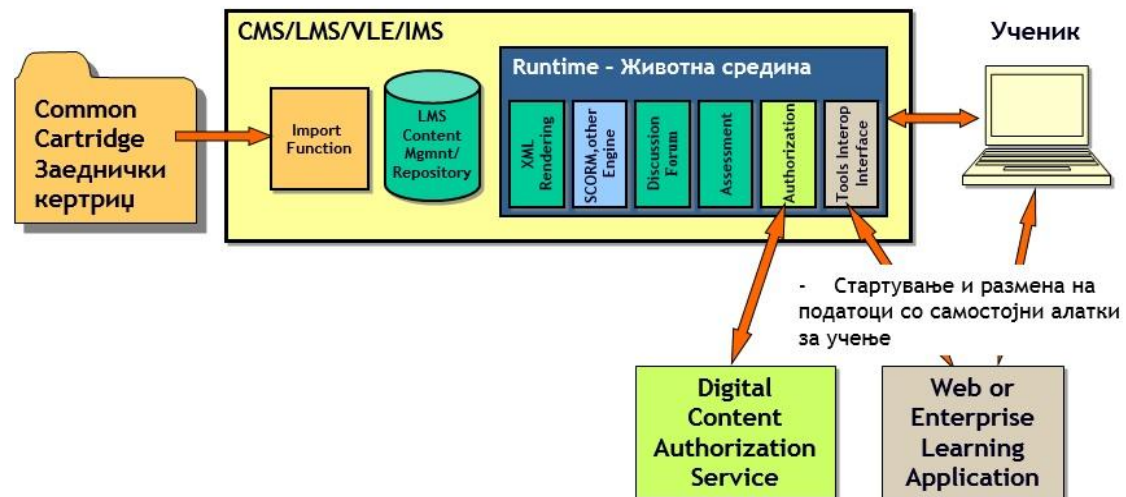 CMS/LMS/VLE/IMS
Ученик
Common
Cartridge
Заеднички
кертриџ
Import
Function
LMS
Content
Mgmnt/
Repository
Runtime - Животна средина
XML
Rendering
SCORM,other
Engine
Discussion
Forum
Assessment
Authorization
Tools Interop
Interface
- Стартување и размена на
податоци со самостојни алатки
за учење
Digital
Content
Authorization
Service
Web or
Enterprise
Learning
Application